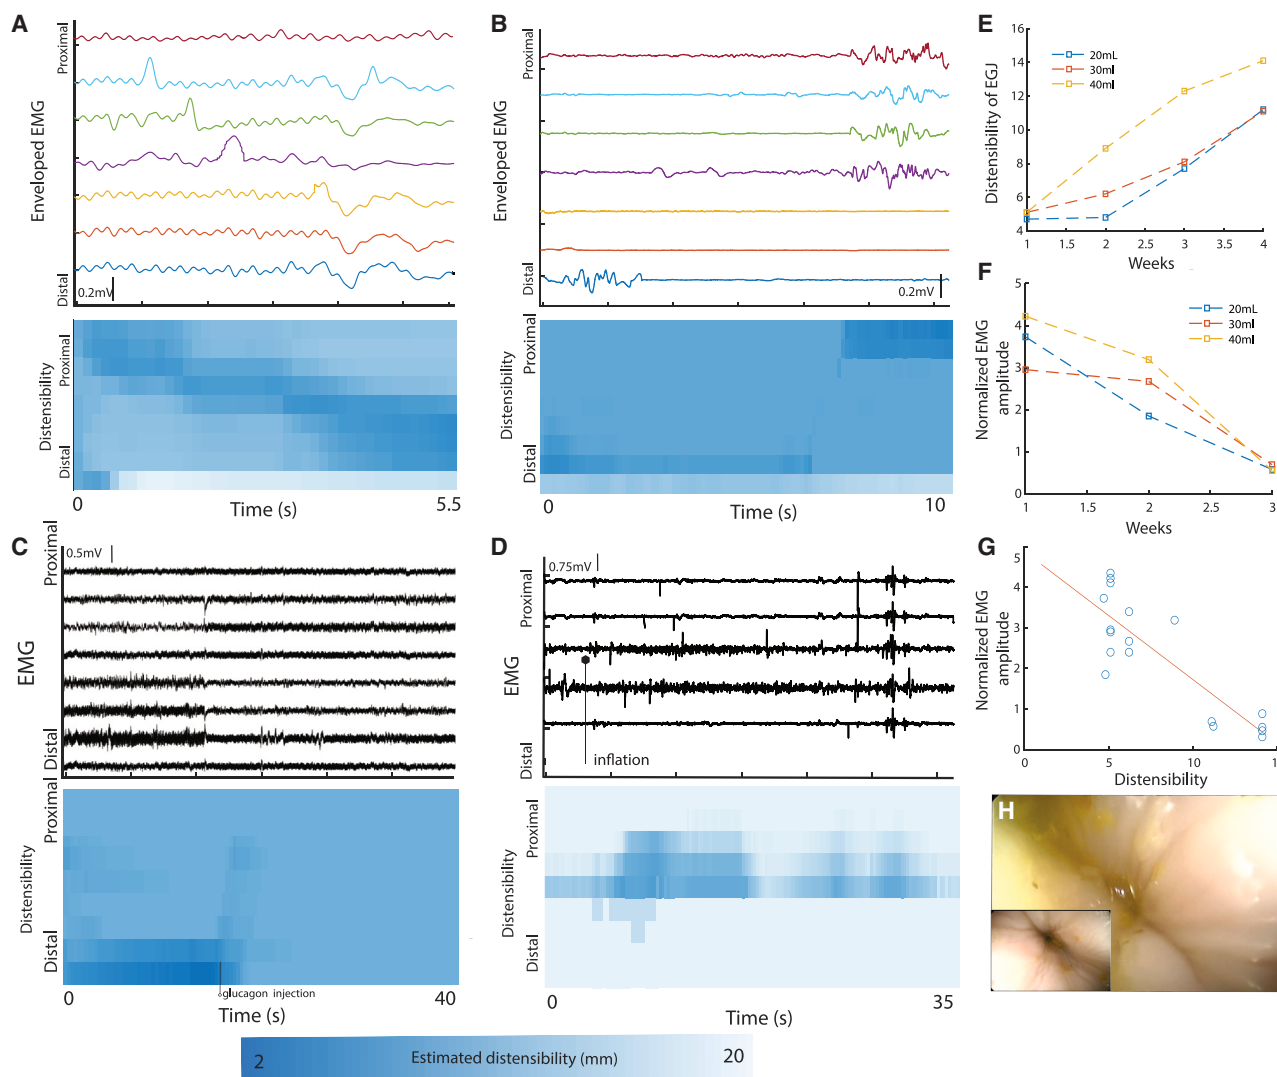 A
Proximal
Enveloped EMG
Distal
0.2mV
Proximal
Distensibility
Distal
0
5.5
Time (s)
B
Proximal
Enveloped EMG
Distal
0.2mV
Proximal
Distensibility
Distal
0
10
Time (s)
E
16
14
12
10
8
6
4
Distensibility of EGJ
20mL
30ml
40ml
1 1.5 2 2.5 3 3.5 4
Weeks
F
5
4
3
2
1
0
Normalized EMG
amplitude
20mL
30ml
40ml
1 1.5 2 2.5 3
Weeks
C
0.5mV
Proximal
EMG
Distal
Proximal
Distensibility
Distal
glucagon injection
0
40
Time (s)
D
0.75mV
Proximal
EMG
Distal
inflation
Proximal
Distensibility
Distal
0
35
Time (s)
G
5
4
3
2
1
0
Normalized EMG
amplitude
0 5 10 15
Distensibility
H
2 Estimated distensibility (mm) 20